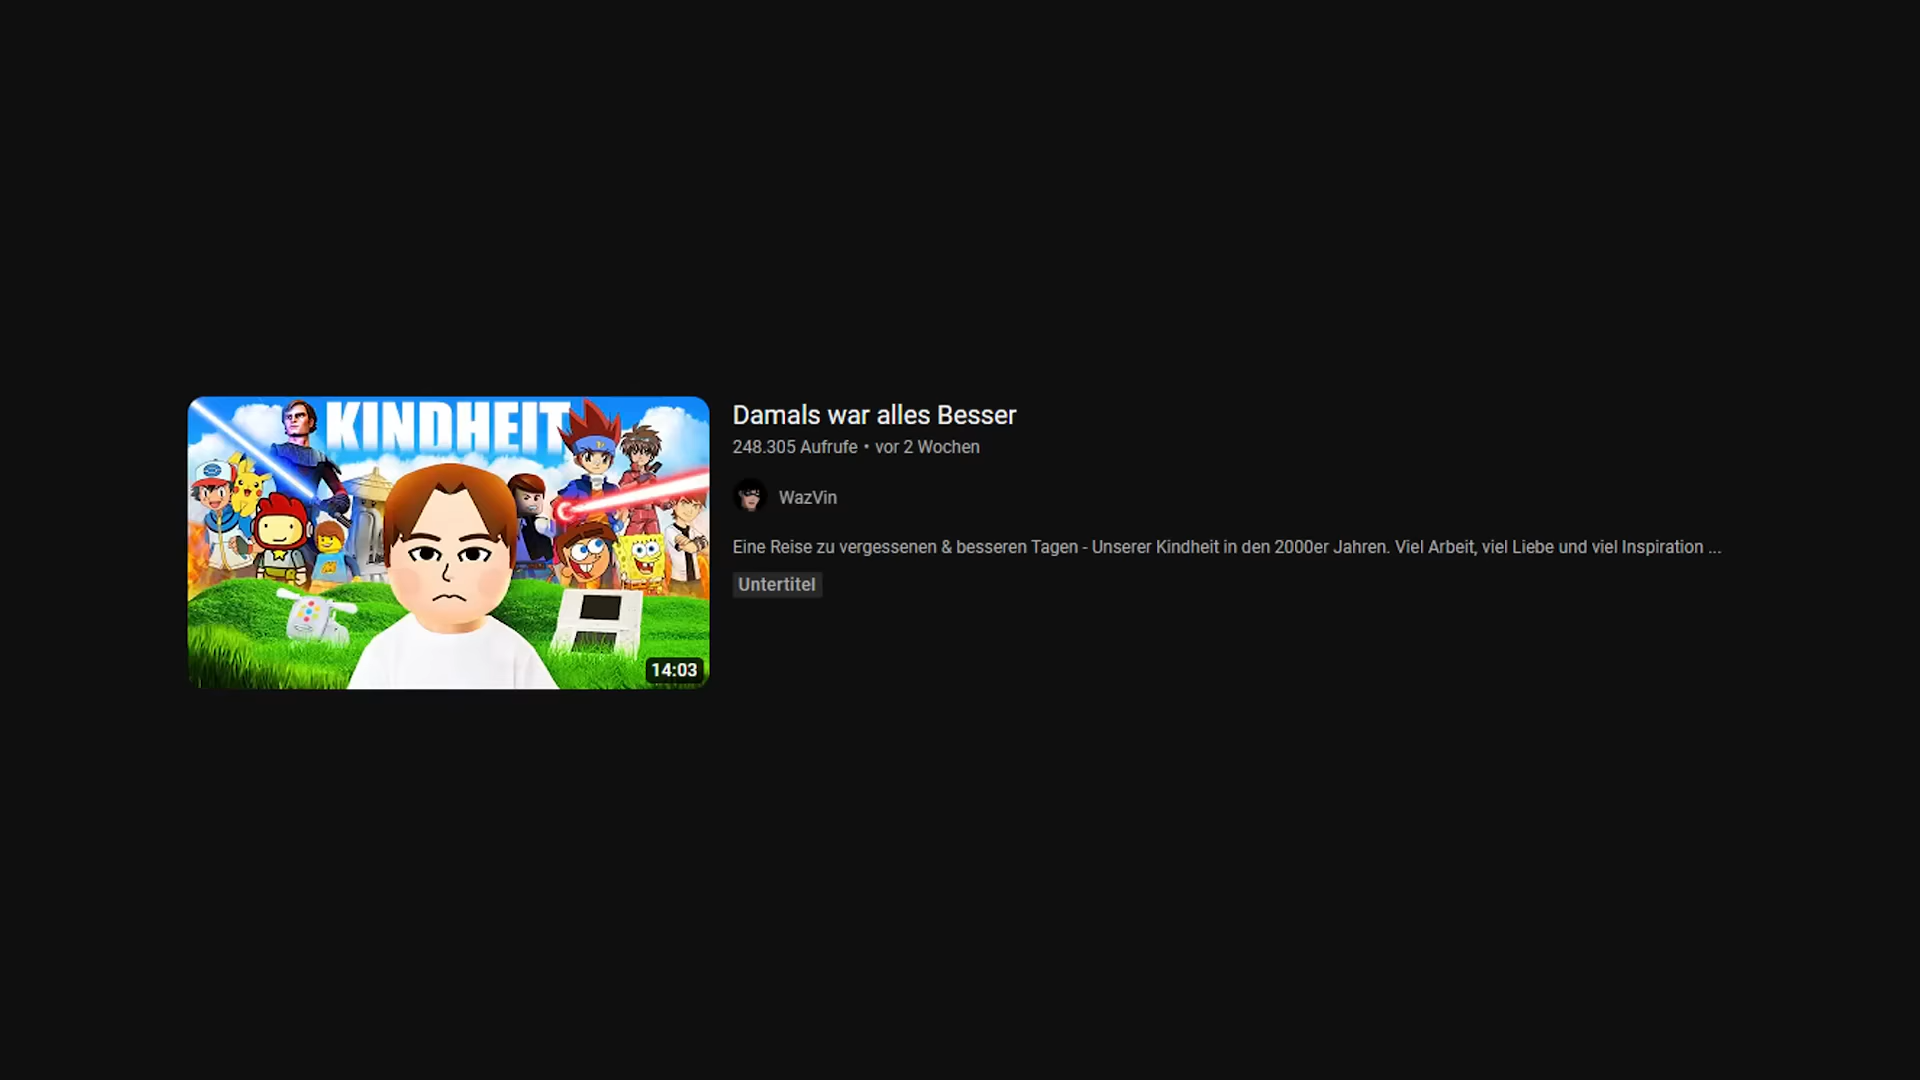 KINDHEIT
14:03
Damals war alles Besser
248.305 Aufrufe • vor 2 Wochen
WazVin
Eine Reise zu vergessenen & besseren Tagen - Unserer Kindheit in den 2000er Jahren. Viel Arbeit, viel Liebe und viel Inspiration ...
Untertitel